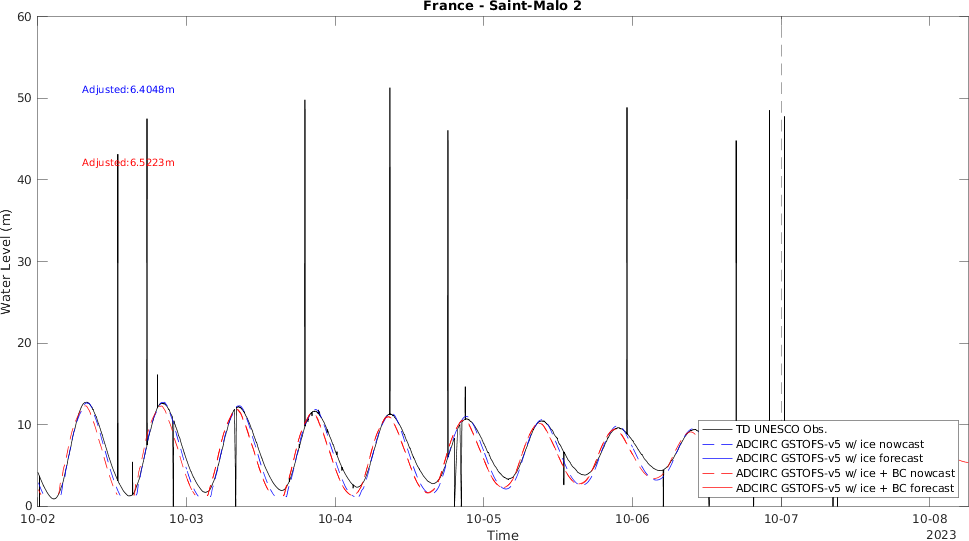 France - Saint-Malo 2
60
50
40
30
20
10
0
Water Level (m)
Adjusted:6.4048m
Adjusted:6.5223m
TD UNESCO Obs.
ADCIRC GSTOFS-v5 w/ ice nowcast
ADCIRC GSTOFS-v5 w/ ice forecast
ADCIRC GSTOFS-v5 w/ ice + BC nowcast
ADCIRC GSTOFS-v5 w/ ice + BC forecast
10-02 10-03 10-04 10-05 10-06 10-07 10-08
Time 2023